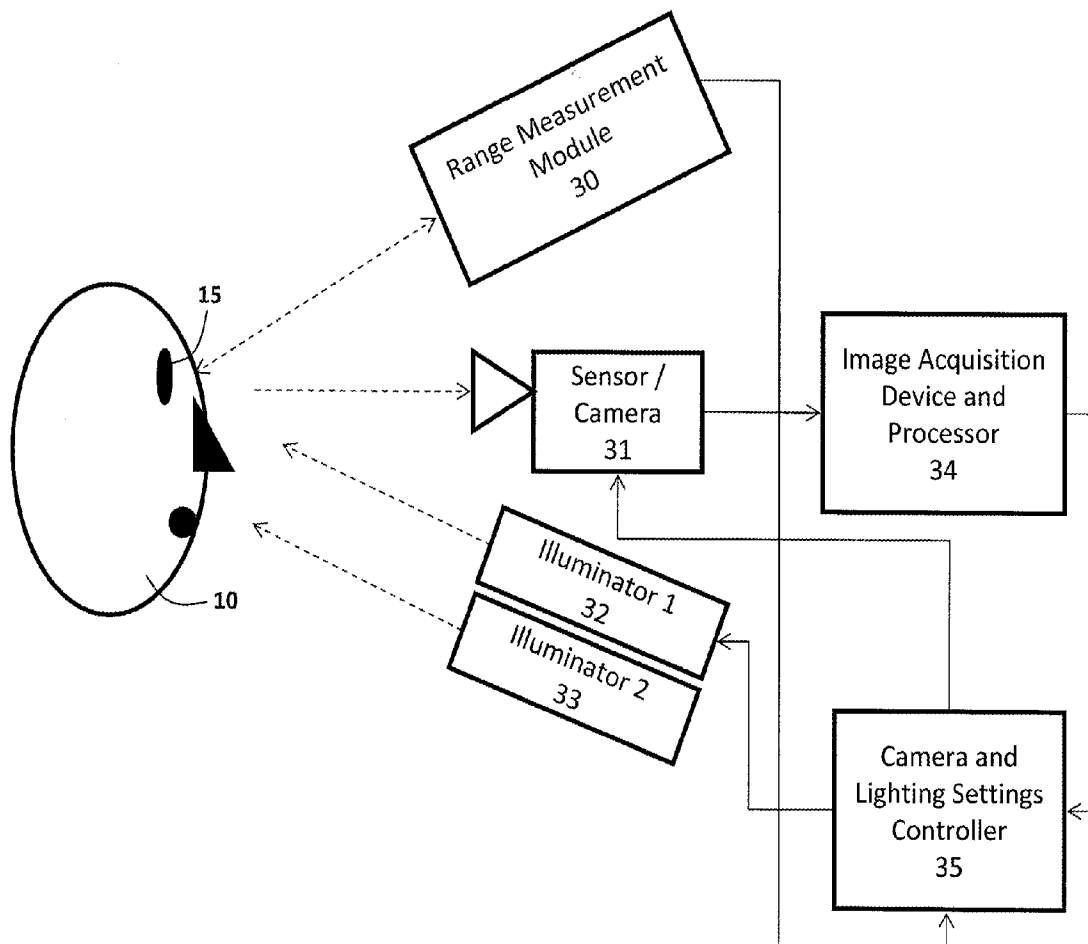 Range Measurement
Module
30
15
Sensor /
Camera
31
Image Acquisition
Device and
Processor
34
Illuminator 1
32
Illuminator 2
33
10
Camera and
Lighting Settings
Controller
35